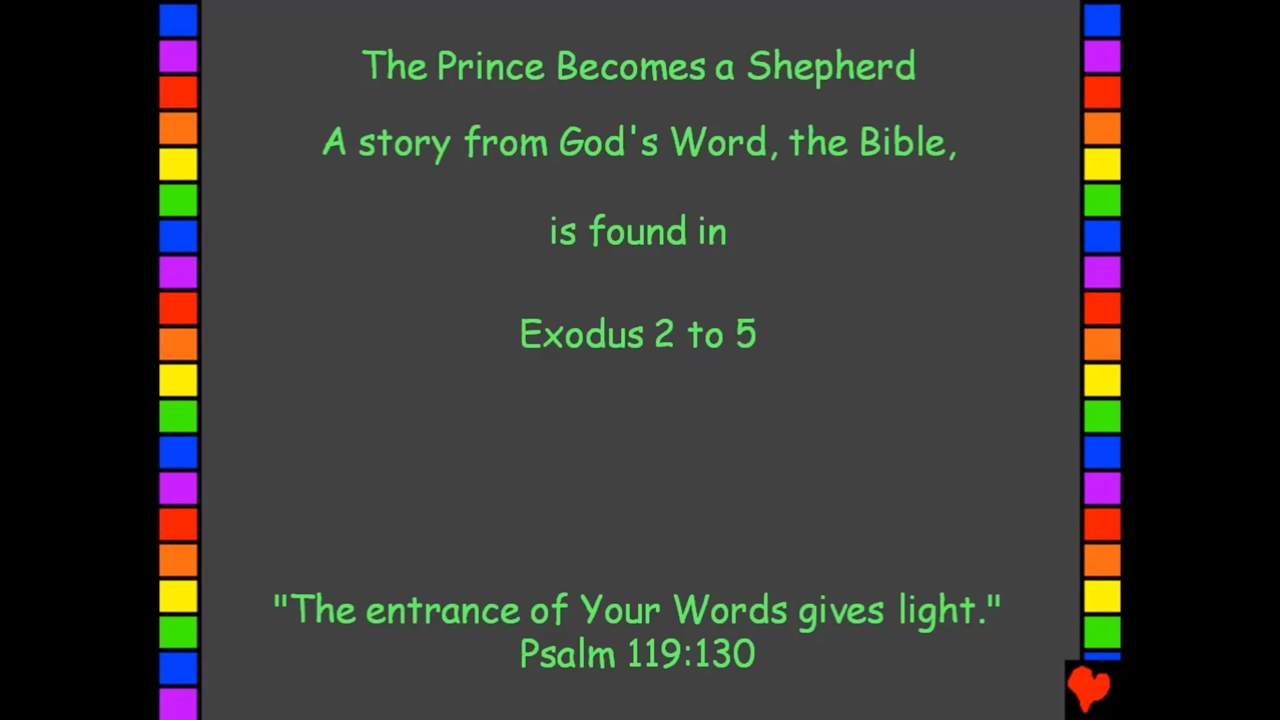 The Prince Becomes a Shepherd
A story from God's Word, the Bible,
is found in
Exodus 2 to 5
"The entrance of Your Words gives light."
Psalm 119:130